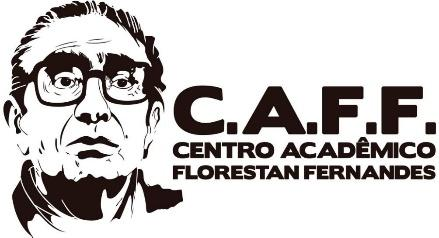 C.A.F.F.
CENTRO ACADÊMICO
FLORESTAN FERNANDES